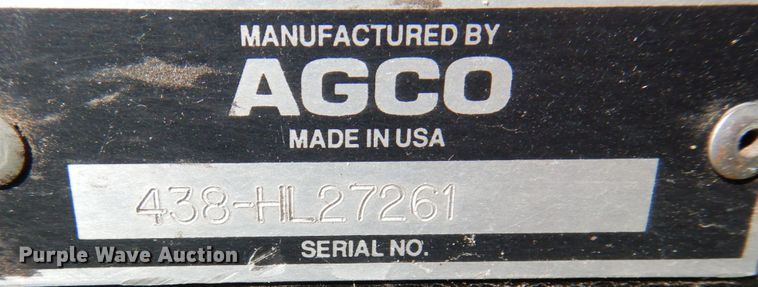 MANUFACTURED BY
AGCO
MADE IN USA
438-HL27261
SERIAL NO.
Purple Wave Auction